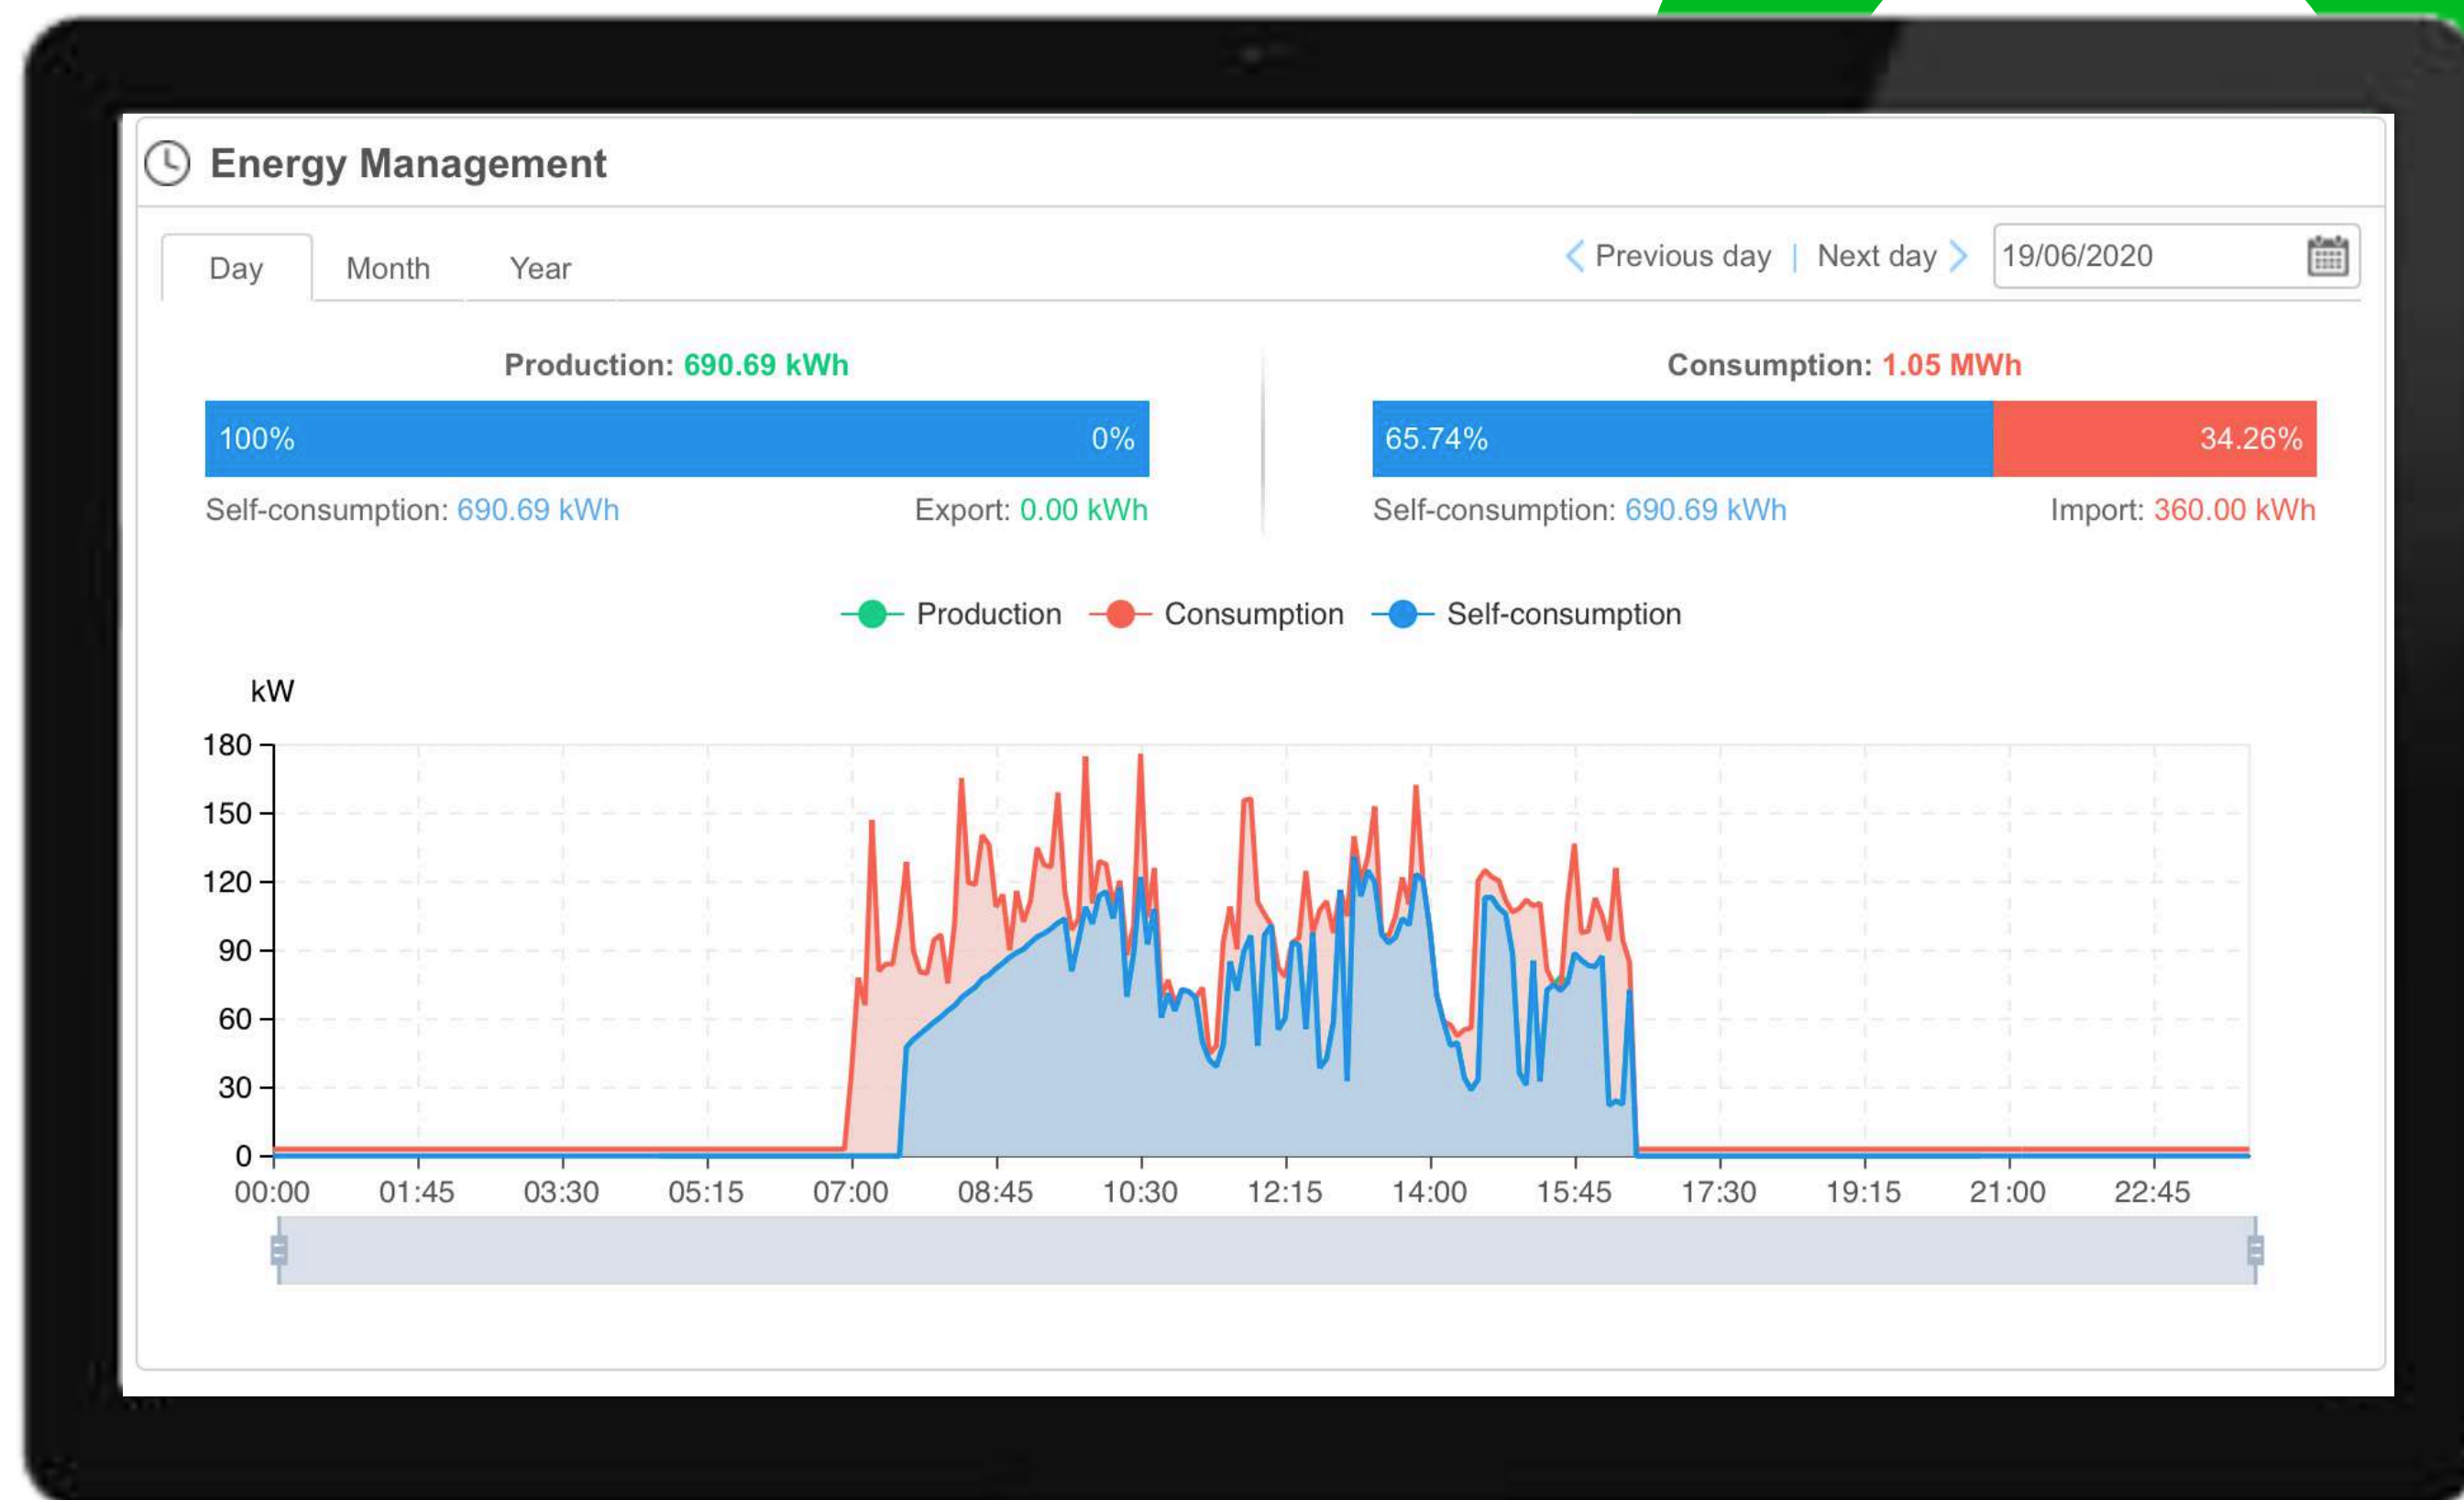 Energy Management
Day Month Year
Previous day | Next day 19/06/2020
Production: 690.69 kWh
100% 0%
Self-consumption: 690.69 kWh Export: 0.00 kWh
Consumption: 1.05 MWh
65.74% 34.26%
Self-consumption: 690.69 kWh Import: 360.00 kWh
Production Consumption Self-consumption
kW
180
150
120
90
60
30
0
00:00 01:45 03:30 05:15 07:00 08:45 10:30 12:15 14:00 15:45 17:30 19:15 21:00 22:45